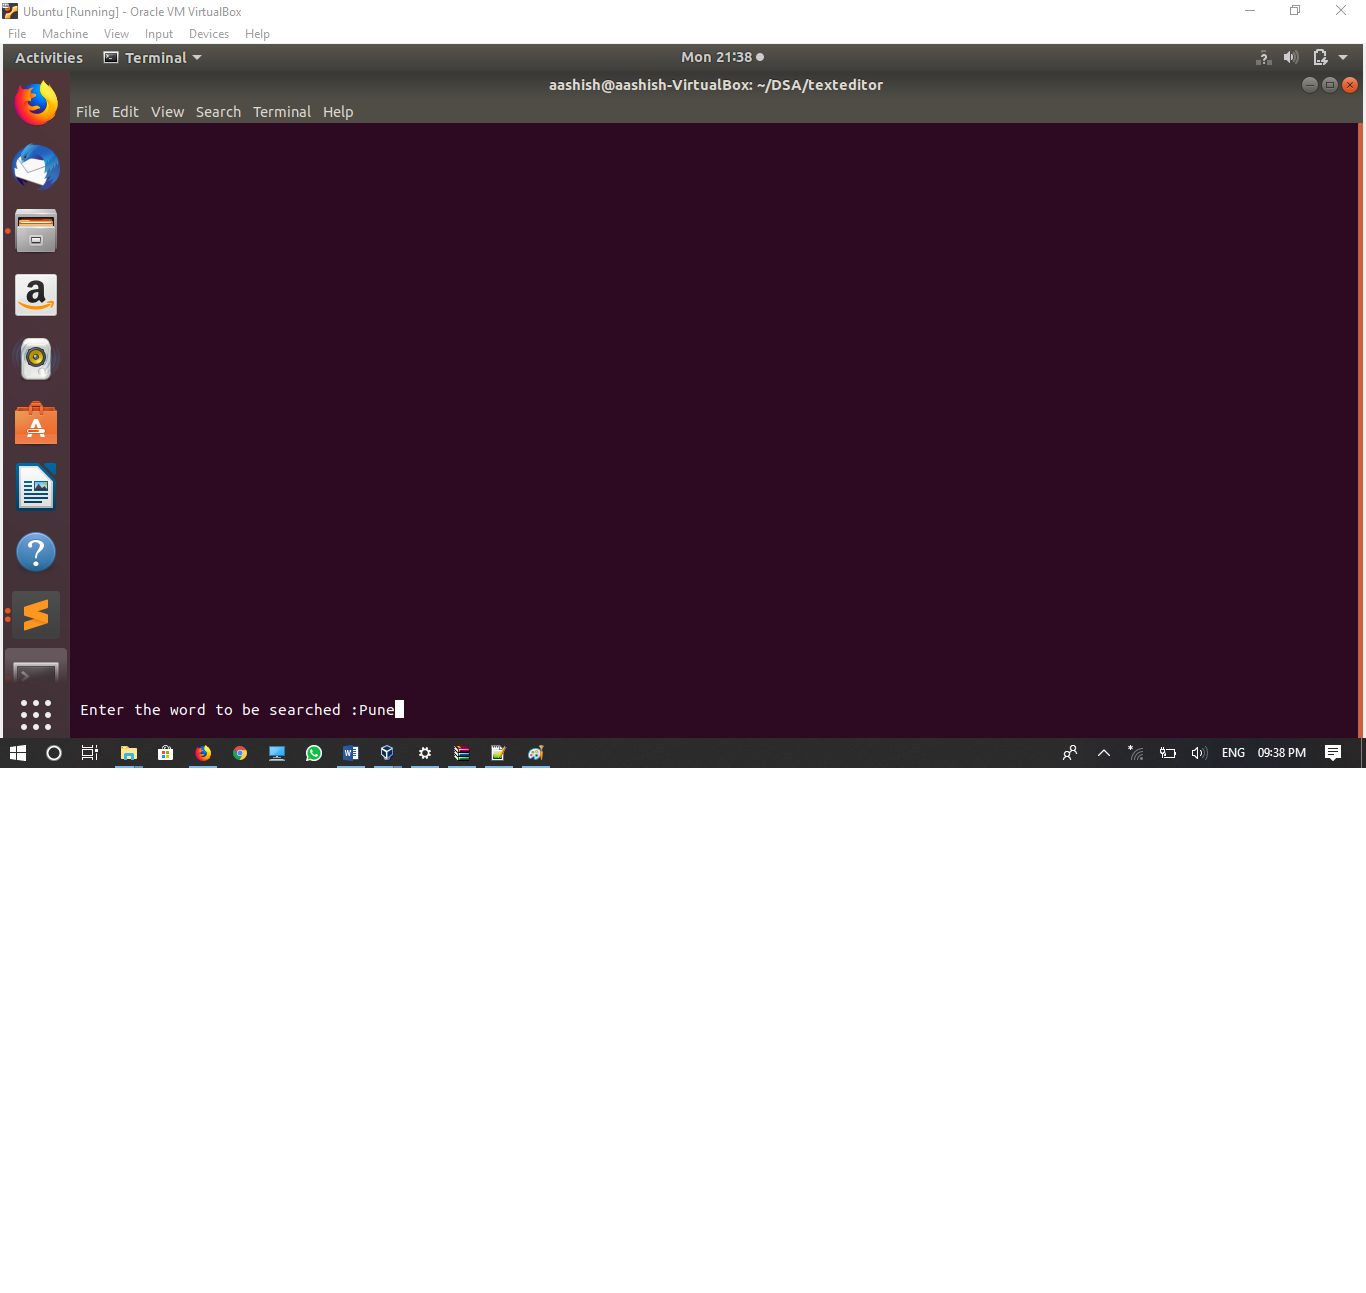 Ubuntu [Running] - Oracle VM VirtualBox
File Machine View Input Devices Help
Activities Terminal Mon 21:38
aashish@aashish-VirtualBox: ~/DSA/texteditor
File Edit View Search Terminal Help
Enter the word to be searched :Pune
ENG 09:38 PM